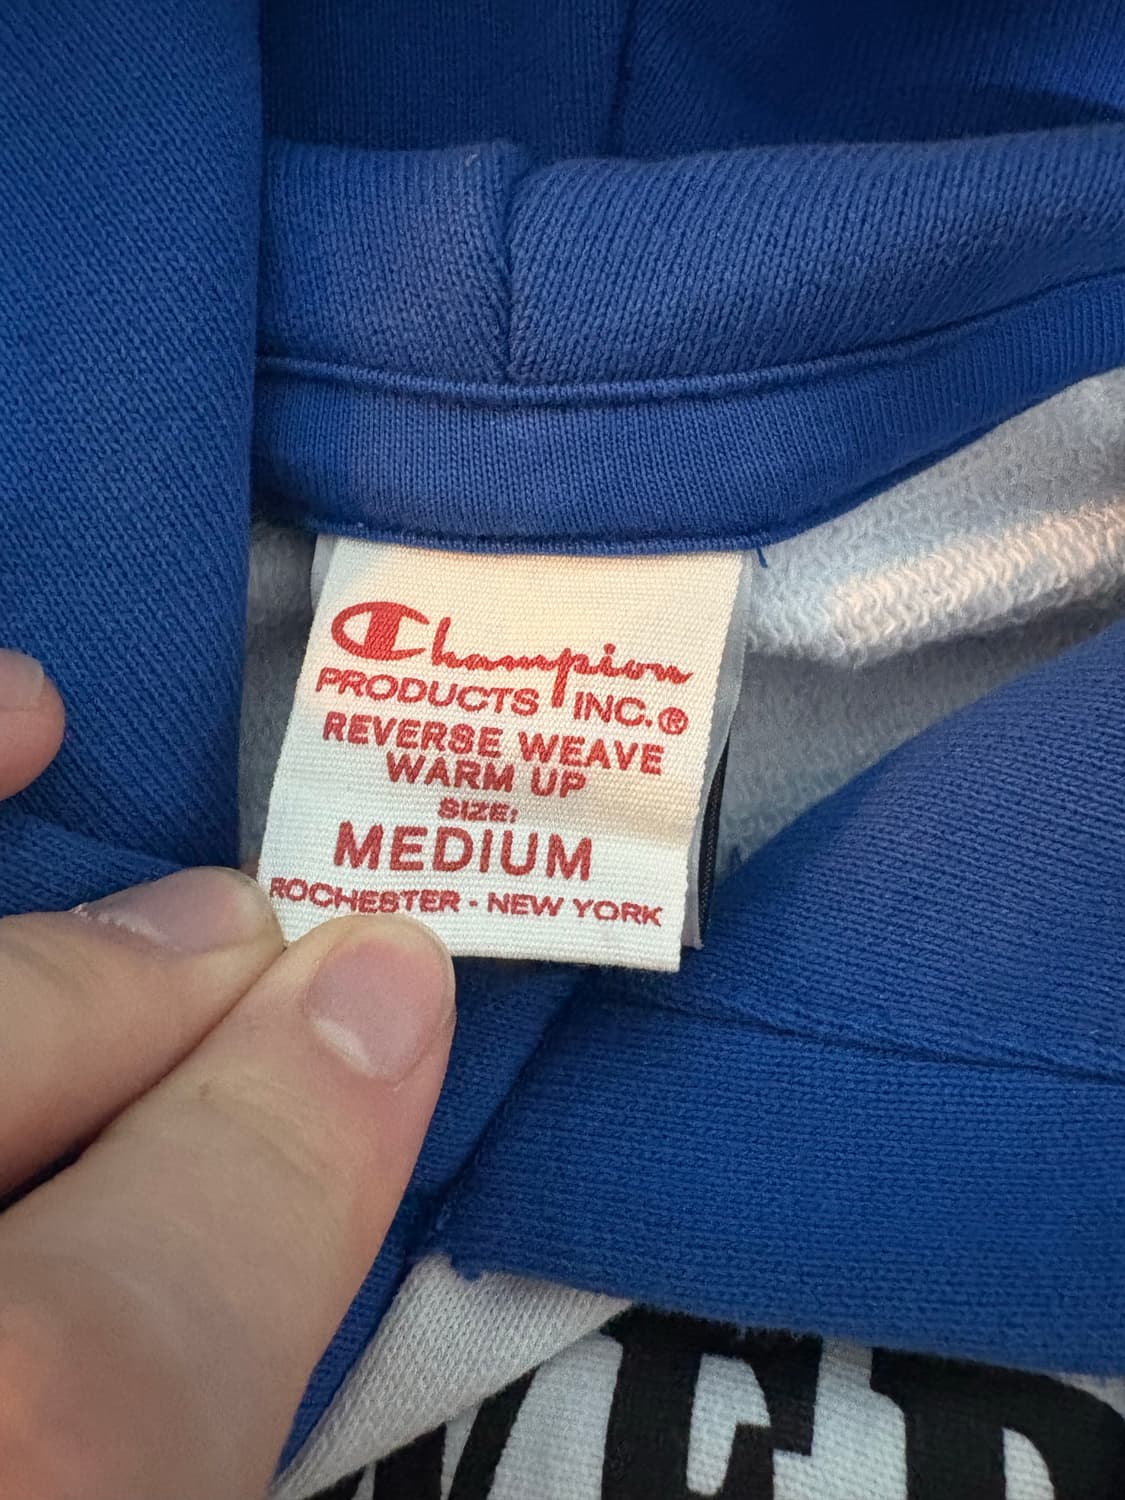 Champion
PRODUCTS INC.®
REVERSE WEAVE
WARM UP
SIZE:
MEDIUM
ROCHESTER - NEW YORK